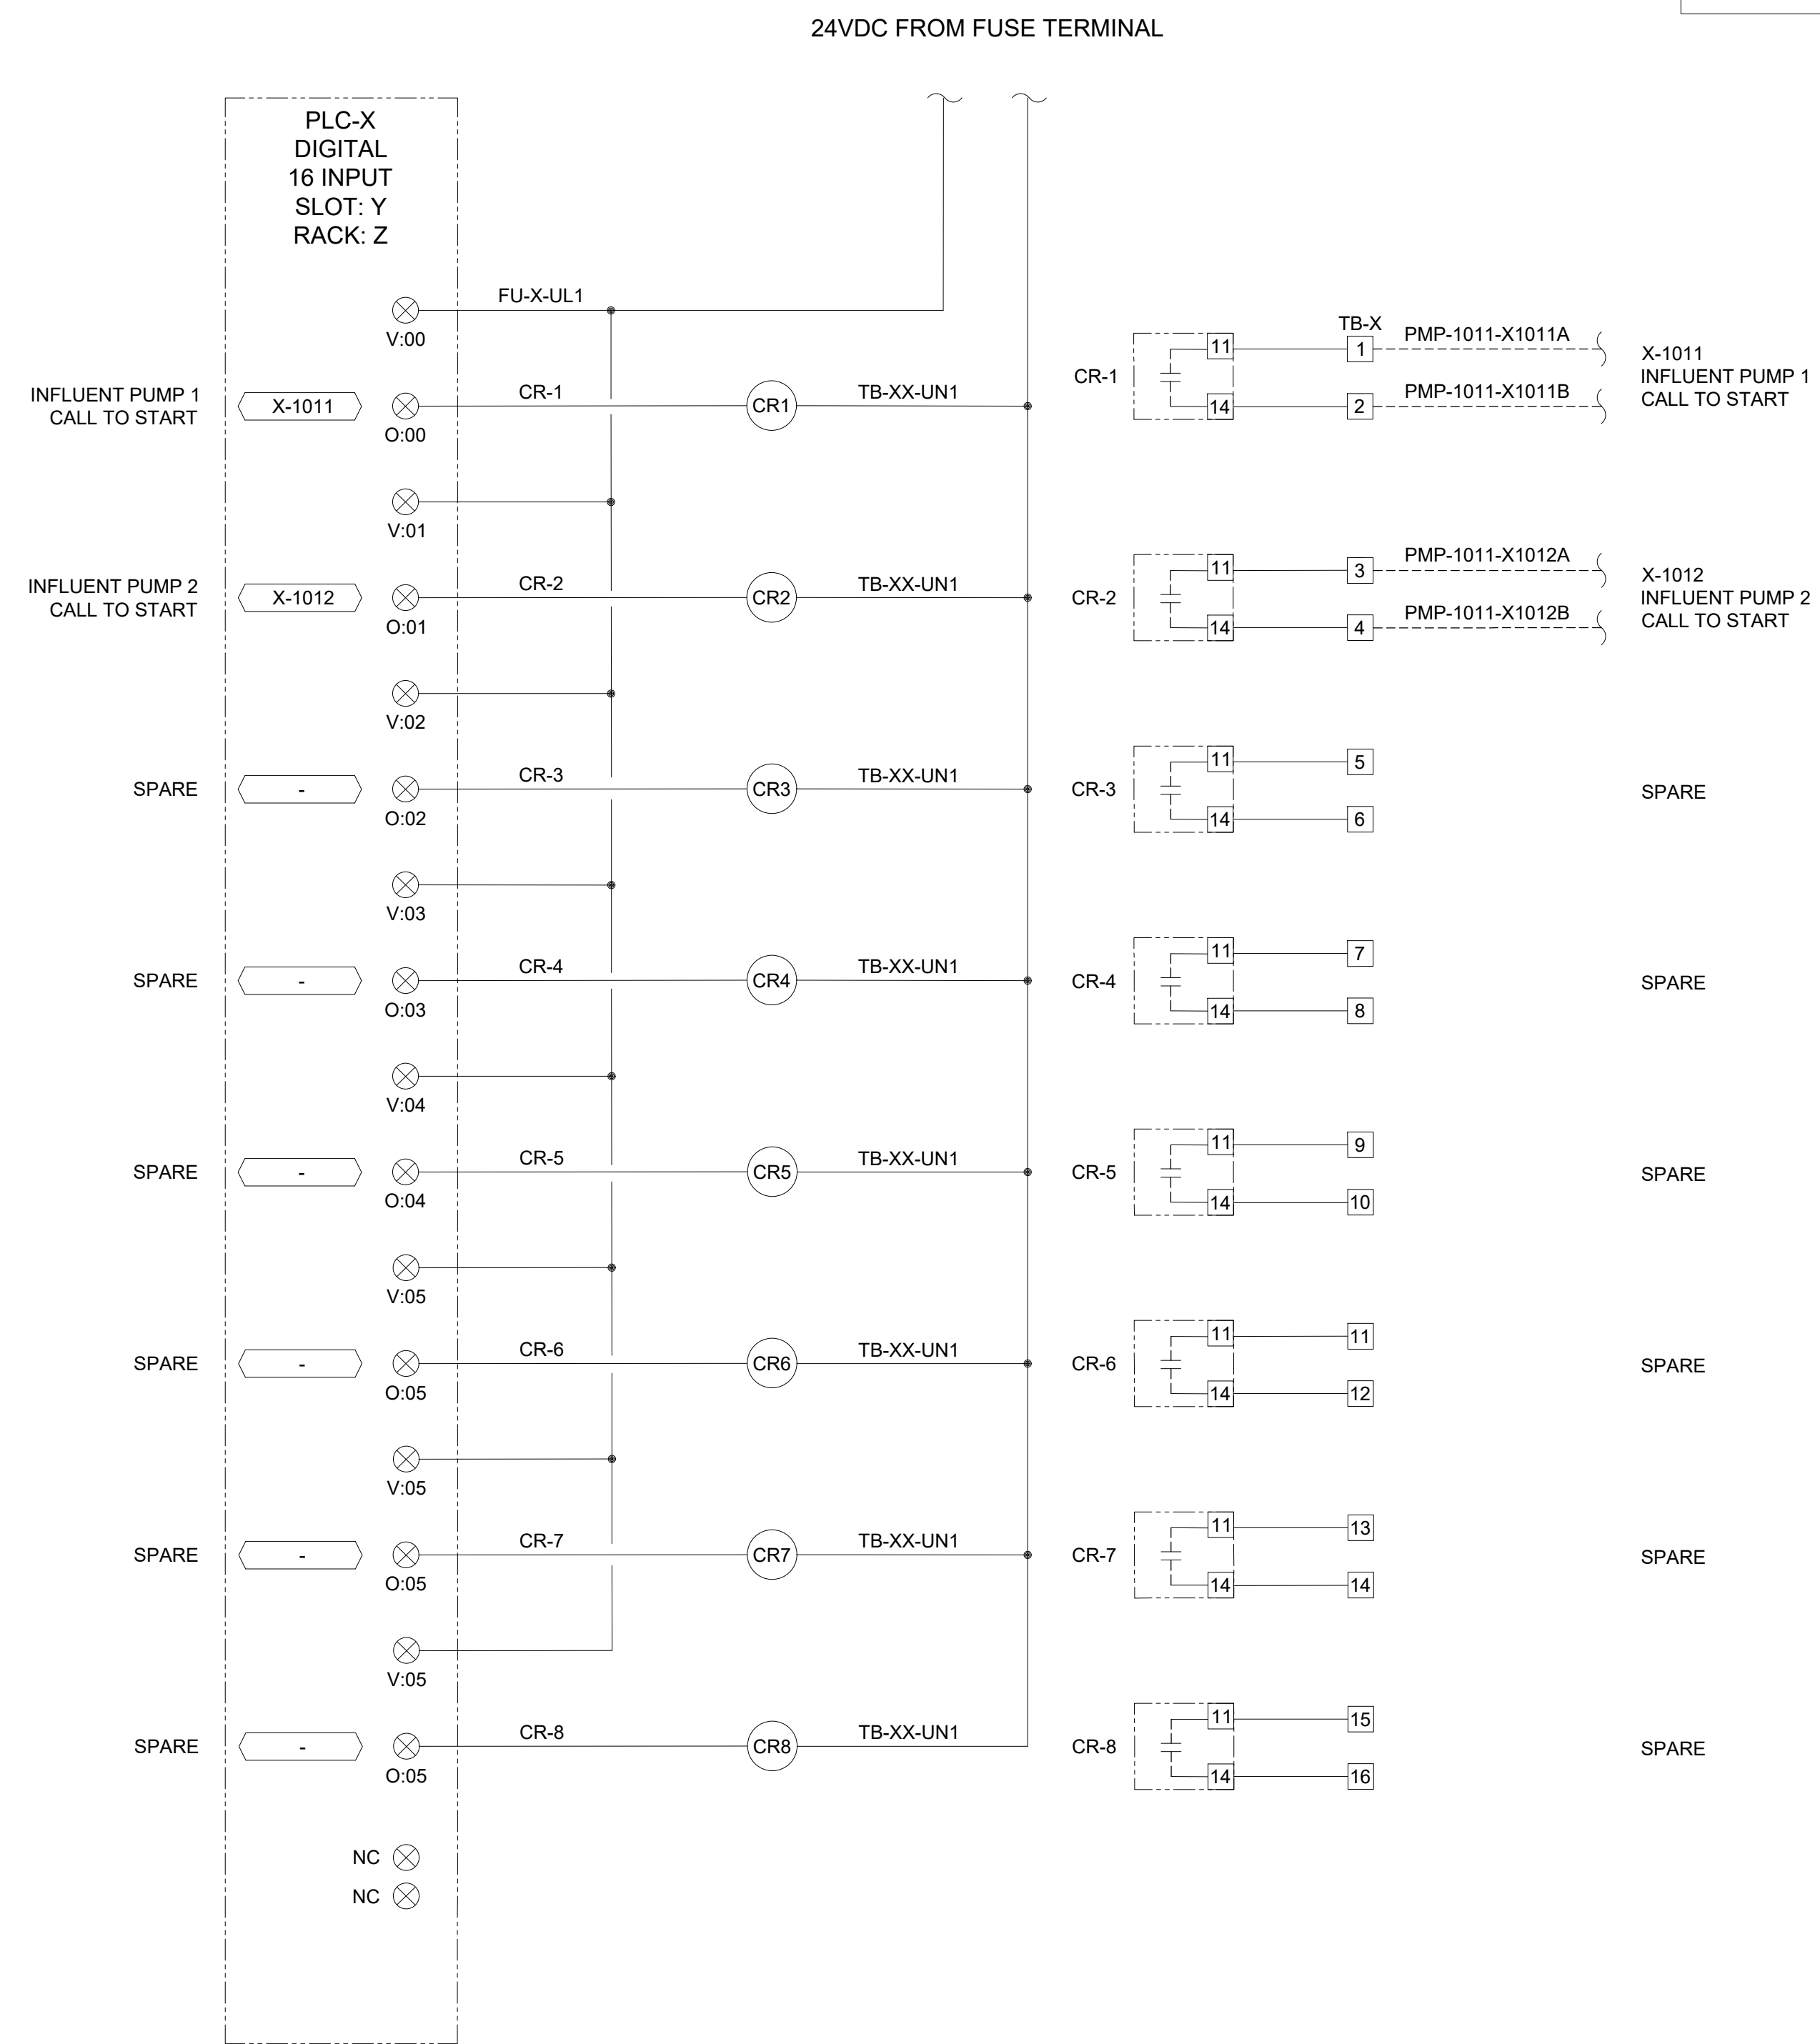 24VDC FROM FUSE TERMINAL
PLC-X
DIGITAL
16 INPUT
SLOT: Y
RACK: Z
FU-X-UL1
V:00
INFLUENT PUMP 1
CALL TO START
X-1011
O:00
CR-1
CR1
TB-XX-UN1
CR-1
11
14
TB-X
1
2
PMP-1011-X1011A
PMP-1011-X1011B
X-1011
INFLUENT PUMP 1
CALL TO START
V:01
INFLUENT PUMP 2
CALL TO START
X-1012
O:01
CR-2
CR2
TB-XX-UN1
CR-2
11
14
3
4
PMP-1011-X1012A
PMP-1011-X1012B
X-1012
INFLUENT PUMP 2
CALL TO START
V:02
SPARE
-
O:02
CR-3
CR3
TB-XX-UN1
CR-3
11
14
5
6
SPARE
V:03
SPARE
-
O:03
CR-4
CR4
TB-XX-UN1
CR-4
11
14
7
8
SPARE
V:04
SPARE
-
O:04
CR-5
CR5
TB-XX-UN1
CR-5
11
14
9
10
SPARE
V:05
SPARE
-
O:05
CR-6
CR6
TB-XX-UN1
CR-6
11
14
11
12
SPARE
V:05
SPARE
-
O:05
CR-7
CR7
TB-XX-UN1
CR-7
11
14
13
14
SPARE
V:05
SPARE
-
O:05
CR-8
CR8
TB-XX-UN1
CR-8
11
14
15
16
SPARE
NC
NC